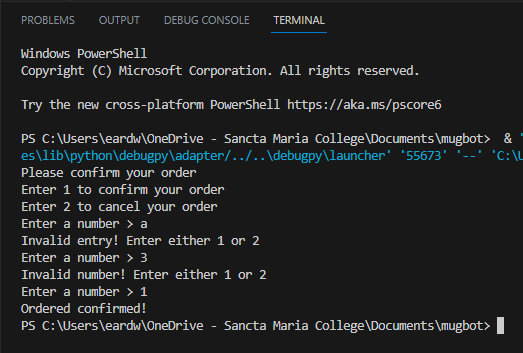 PROBLEMS OUTPUT DEBUG CONSOLE TERMINAL
Windows PowerShell
Copyright (C) Microsoft Corporation. All rights reserved.
Try the new cross-platform PowerShell https://aka.ms/pscore6
PS C:\Users\eardw\OneDrive - Sancta Maria College\Documents\mugbot>  & '
es\lib\python\debugpy\adapter/../..\debugpy\launcher' '55673' '--' 'C:\U
Please confirm your order
Enter 1 to confirm your order
Enter 2 to cancel your order
Enter a number > a
Invalid entry! Enter either 1 or 2
Enter a number > 3
Invalid number! Enter either 1 or 2
Enter a number > 1
Ordered confirmed!
PS C:\Users\eardw\OneDrive - Sancta Maria College\Documents\mugbot>